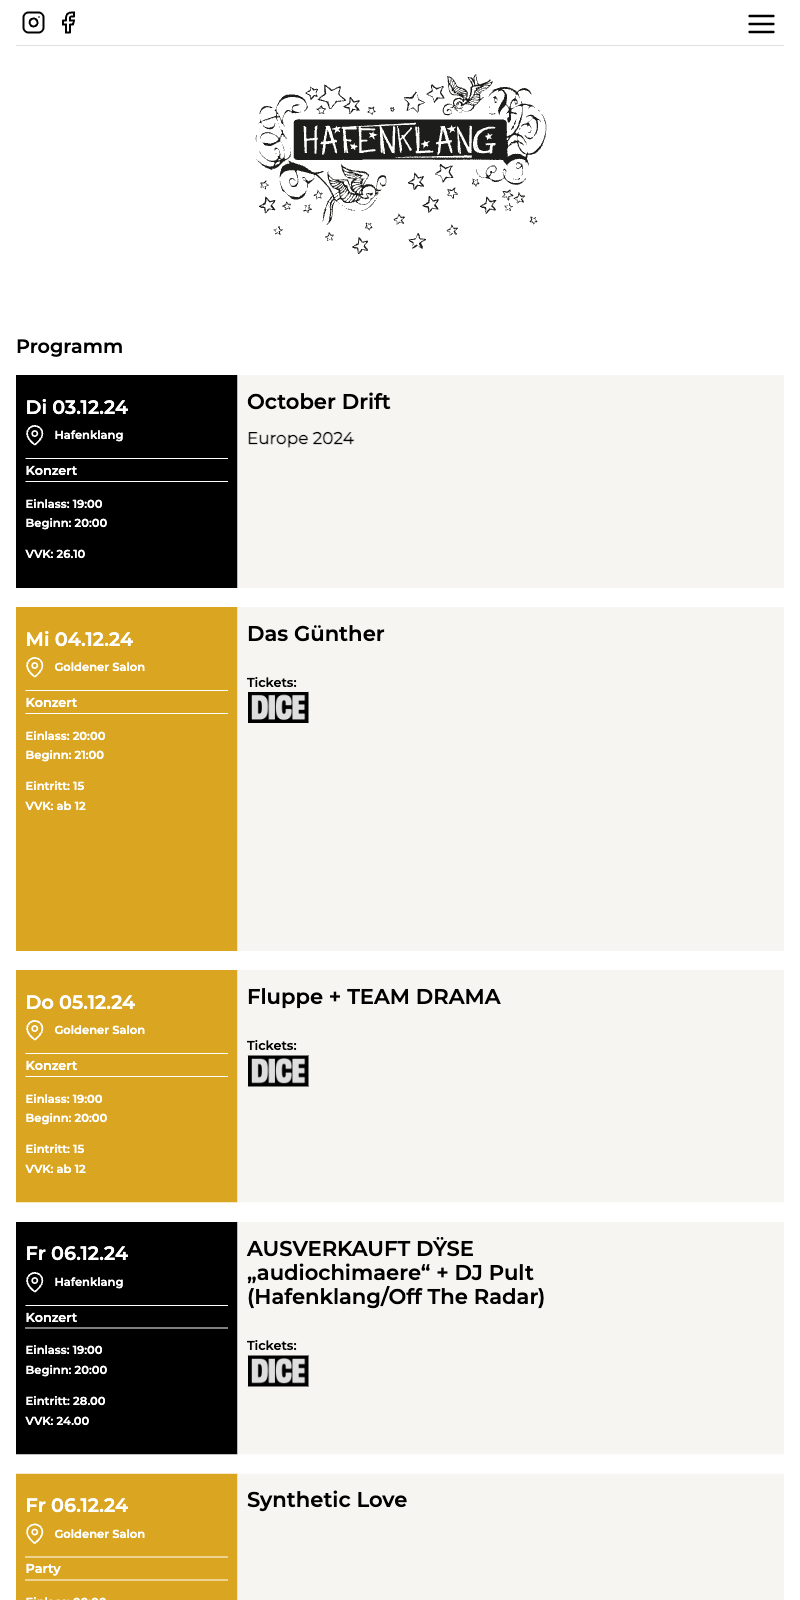 HAFENKLANG
Programm
Di 03.12.24
Hafenklang
Konzert
Einlass: 19:00
Beginn: 20:00
VVK: 26.10
October Drift
Europe 2024
Mi 04.12.24
Goldener Salon
Konzert
Einlass: 20:00
Beginn: 21:00
Eintritt: 15
VVK: ab 12
Das Günther
Tickets:
DICE
Do 05.12.24
Goldener Salon
Konzert
Einlass: 19:00
Beginn: 20:00
Eintritt: 15
VVK: ab 12
Fluppe + TEAM DRAMA
Tickets:
DICE
Fr 06.12.24
Hafenklang
Konzert
Einlass: 19:00
Beginn: 20:00
Eintritt: 28.00
VVK: 24.00
AUSVERKAUFT DŸSE
„audiochimaere“ + DJ Pult
(Hafenklang/Off The Radar)
Tickets:
DICE
Fr 06.12.24
Goldener Salon
Party
Synthetic Love